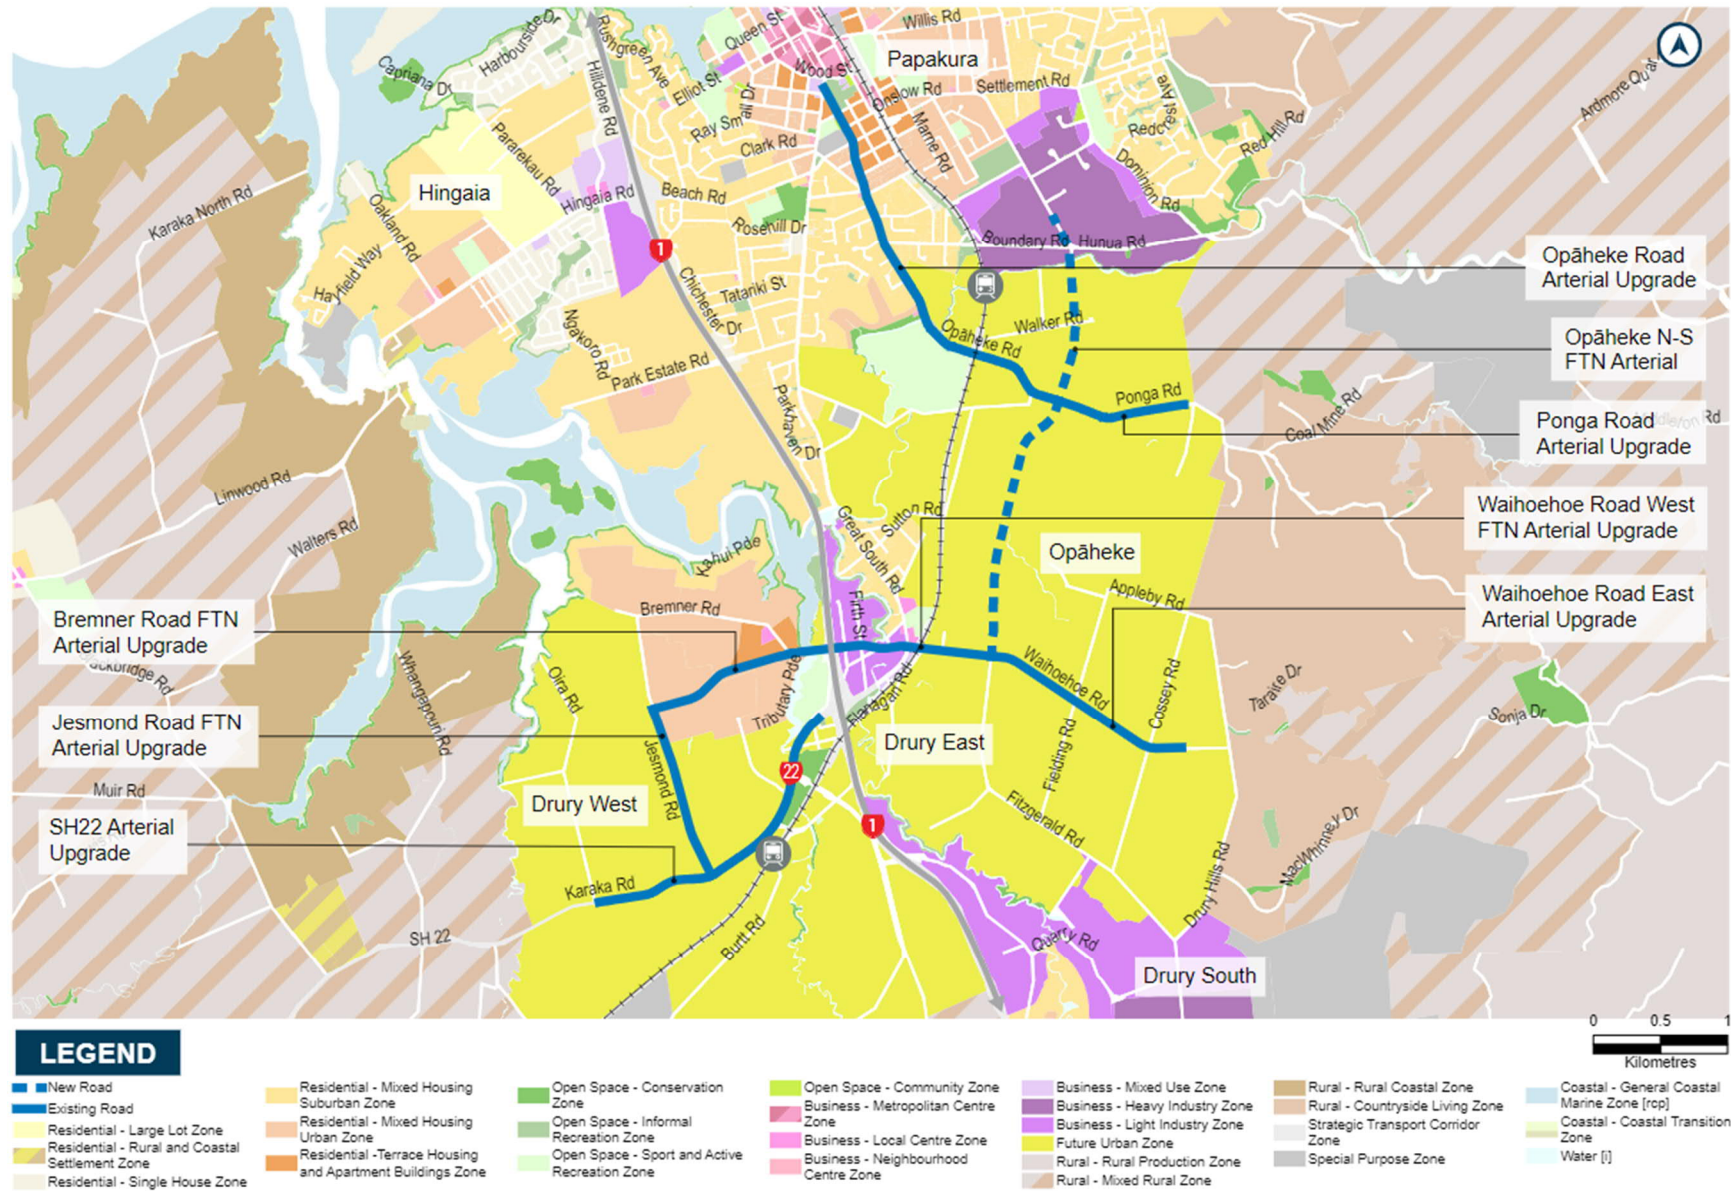 Harbourside Dr
Rushgreen Ave
Queen St
Willis Rd
Papakura
Capriana Dr
Hilldene Rd
Elliot St
Wood St
Onslow Rd
Settlement Rd
Ardmore Quar
Pararekau Rd
Ray Small Dr
Clark Rd
Marne Rd
Redcrest Ave
Red Hill Rd
Dominion Rd
Hingaia
Karaka North Rd
Oakland Rd
Hingaia Rd
Beach Rd
Rosehill Dr
Boundary Rd
Hunua Rd
1
Opāheke Road
Arterial Upgrade
Hayfield Way
Chichester Dr
Tatariki St
Walker Rd
Opāheke Rd
Ngakoro Rd
Park Estate Rd
Opāheke N-S
FTN Arterial
Parkhaven Dr
Ponga Rd
Coal Mine Rd
Ponga Road
Arterial Upgrade
Linwood Rd
Walters Rd
Great South Rd
Sutton Rd
Waihoehoe Road West
FTN Arterial Upgrade
Kahui Pde
Opāheke
Appleby Rd
Waihoehoe Road East
Arterial Upgrade
Bremner Road FTN
Arterial Upgrade
Bremner Rd
Firth St
Oira Rd
Whangapouri Rd
Tributary Pde
Flanagan Rd
Waihoehoe Rd
Cossey Rd
Fielding Rd
Taraire Dr
Sonja Dr
Jesmond Road FTN
Arterial Upgrade
Jesmond Rd
Drury East
22
Muir Rd
Drury West
SH22 Arterial
Upgrade
1
Fitzgerald Rd
MacWhinney Dr
Karaka Rd
Drury Hills Rd
SH 22
Burtt Rd
Quarry Rd
Drury South
LEGEND
0 0.5 1
Kilometres
New Road
Existing Road
Residential - Large Lot Zone
Residential - Rural and Coastal
Settlement Zone
Residential - Single House Zone
Residential - Mixed Housing
Suburban Zone
Residential - Mixed Housing
Urban Zone
Residential -Terrace Housing
and Apartment Buildings Zone
Open Space - Conservation
Zone
Open Space - Informal
Recreation Zone
Open Space - Sport and Active
Recreation Zone
Open Space - Community Zone
Business - Metropolitan Centre
Zone
Business - Local Centre Zone
Business - Neighbourhood
Centre Zone
Business - Mixed Use Zone
Business - Heavy Industry Zone
Business - Light Industry Zone
Future Urban Zone
Rural - Rural Production Zone
Rural - Mixed Rural Zone
Rural - Rural Coastal Zone
Rural - Countryside Living Zone
Strategic Transport Corridor
Zone
Special Purpose Zone
Coastal - General Coastal
Marine Zone [rcp]
Coastal - Coastal Transition
Zone
Water [i]